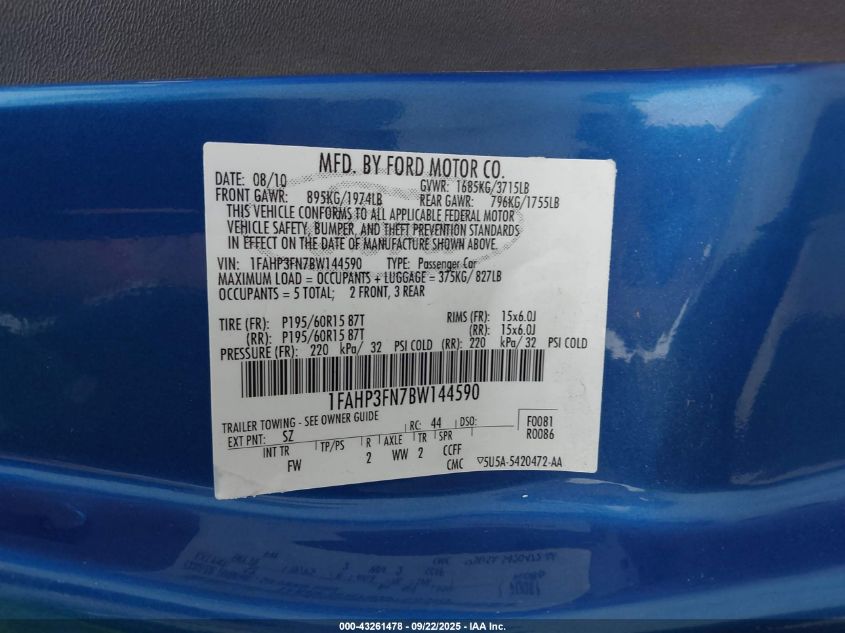 MFD. BY FORD MOTOR CO.
DATE: 08/10 GVWR: 1685KG/3715LB
FRONT GAWR: 895KG/1974LB REAR GAWR: 796KG/1755LB
THIS VEHICLE CONFORMS TO ALL APPLICABLE FEDERAL MOTOR
VEHICLE SAFETY, BUMPER, AND THEFT PREVENTION STANDARDS
IN EFFECT ON THE DATE OF MANUFACTURE SHOWN ABOVE.
VIN: 1FAHP3FN7BW144590 TYPE: Passenger Car
MAXIMUM LOAD = OCCUPANTS + LUGGAGE = 375KG/ 827LB
OCCUPANTS = 5 TOTAL; 2 FRONT, 3 REAR
TIRE (FR): P195/60R15 87T RIMS (FR): 15x6.0J
(RR): P195/60R15 87T (RR): 15x6.0J
PRESSURE (FR): 220 kPa/ 32 PSI COLD (RR): 220 kPa/ 32 PSI COLD
1FAHP3FN7BW144590
TRAILER TOWING - SEE OWNER GUIDE
EXT PNT: SZ RC: 44 DSO: F0081
R0086
INT TR TP/PS R AXLE TR SPR
FW 2 WW 2 CCFF
CMC ▽5U5A-5420472-AA
000-43261478 - 09/22/2025 - IAA Inc.